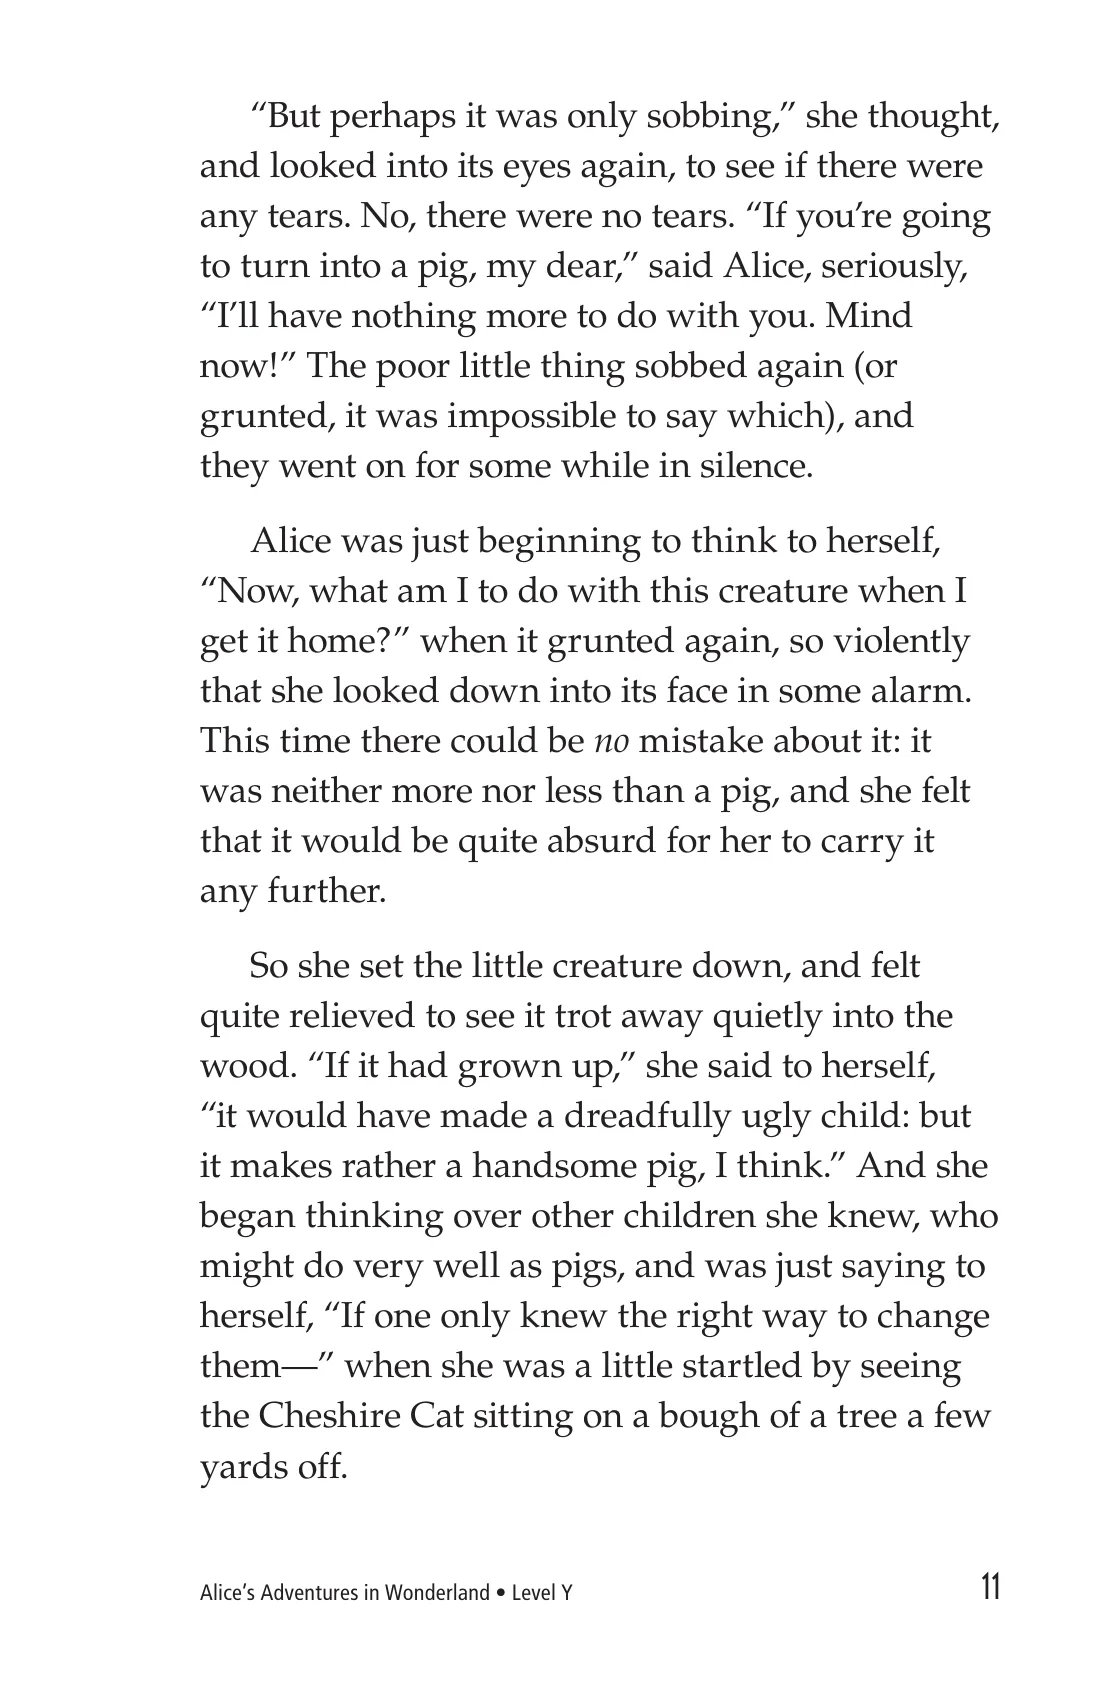 “But perhaps it was only sobbing,” she thought,
and looked into its eyes again, to see if there were
any tears. No, there were no tears. “If you’re going
to turn into a pig, my dear,” said Alice, seriously,
“I’ll have nothing more to do with you. Mind
now!” The poor little thing sobbed again (or
grunted, it was impossible to say which), and
they went on for some while in silence.
Alice was just beginning to think to herself,
“Now, what am I to do with this creature when I
get it home?” when it grunted again, so violently
that she looked down into its face in some alarm.
This time there could be no mistake about it: it
was neither more nor less than a pig, and she felt
that it would be quite absurd for her to carry it
any further.
So she set the little creature down, and felt
quite relieved to see it trot away quietly into the
wood. “If it had grown up,” she said to herself,
“it would have made a dreadfully ugly child: but
it makes rather a handsome pig, I think.” And she
began thinking over other children she knew, who
might do very well as pigs, and was just saying to
herself, “If one only knew the right way to change
them—” when she was a little startled by seeing
the Cheshire Cat sitting on a bough of a tree a few
yards off.
Alice’s Adventures in Wonderland • Level Y 11